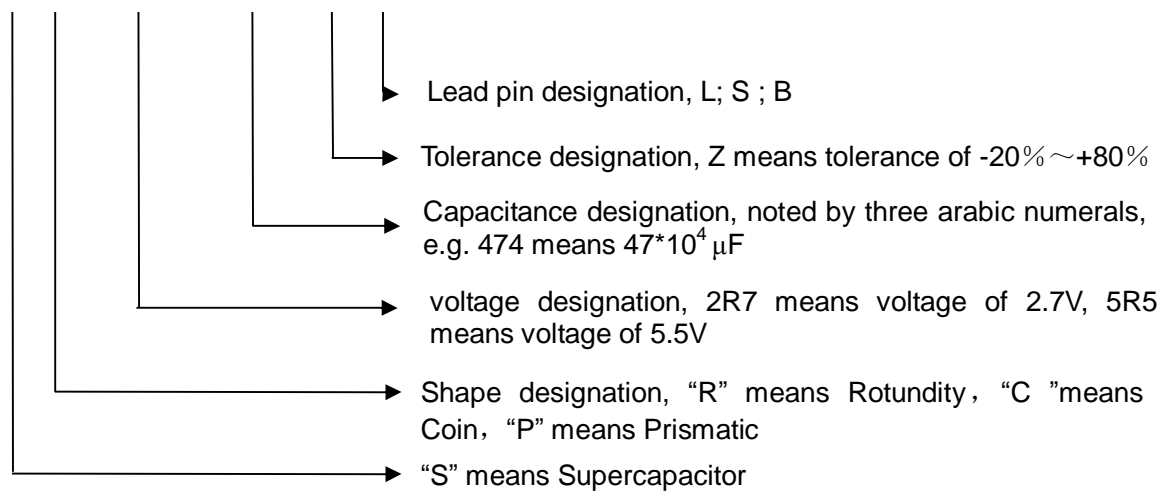 Lead pin designation, L; S ; B
Tolerance designation, Z means tolerance of -20％～+80％
Capacitance designation, noted by three arabic numerals,
e.g. 474 means 47*10⁴ μF
voltage designation, 2R7 means voltage of 2.7V, 5R5
means voltage of 5.5V
Shape designation, “R” means Rotundity，“C ”means
Coin，“P” means Prismatic
“S” means Supercapacitor